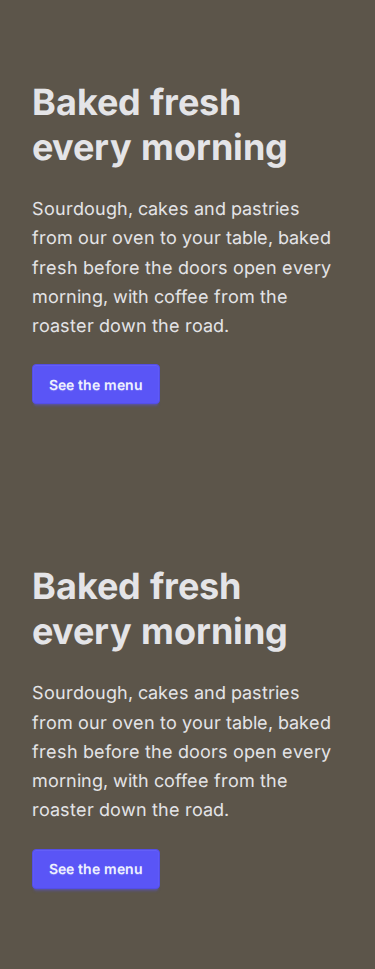 Baked fresh
every morning
Sourdough, cakes and pastries
from our oven to your table, baked
fresh before the doors open every
morning, with coffee from the
roaster down the road.
See the menu
Baked fresh
every morning
Sourdough, cakes and pastries
from our oven to your table, baked
fresh before the doors open every
morning, with coffee from the
roaster down the road.
See the menu